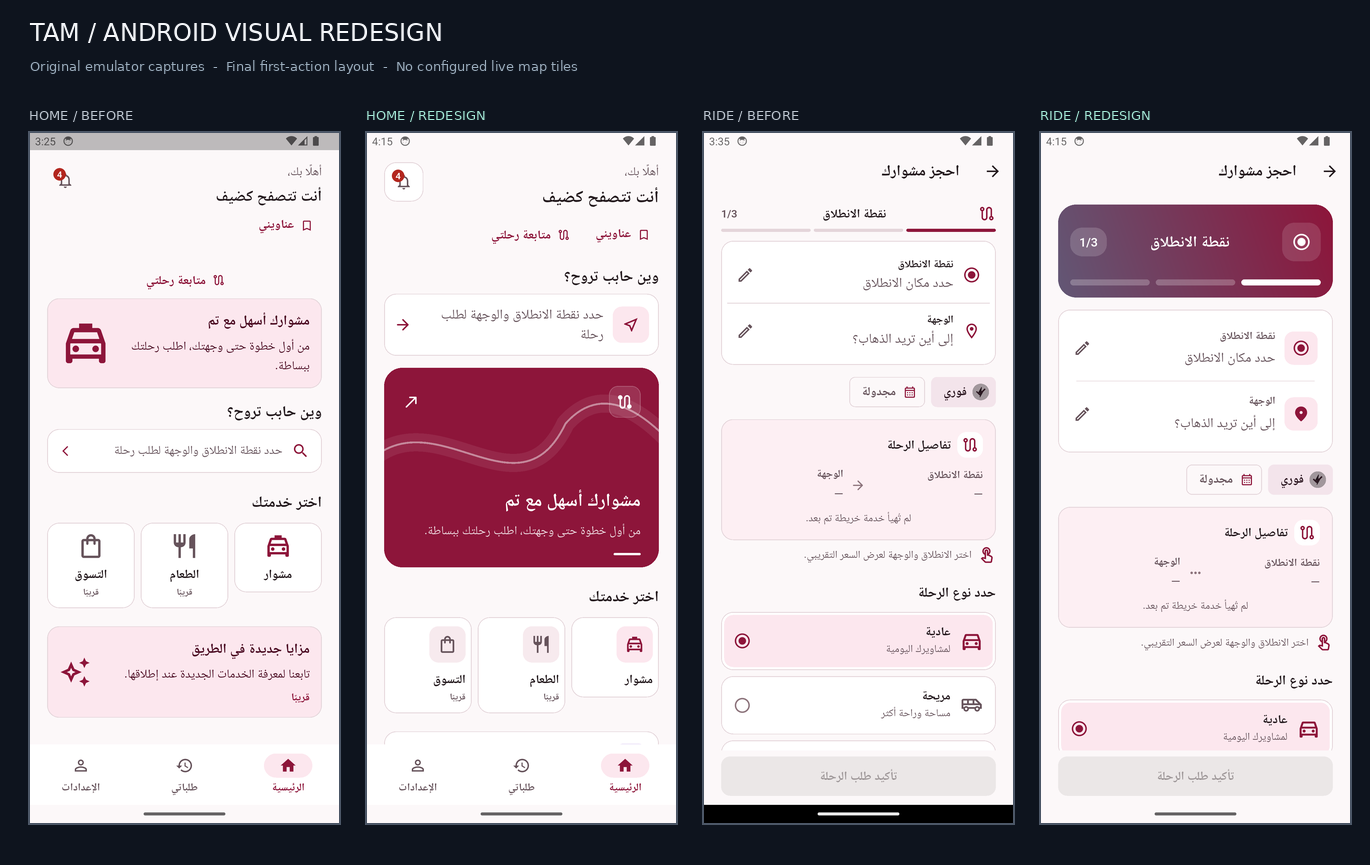 TAM / ANDROID VISUAL REDESIGN
Original emulator captures - Final first-action layout - No configured live map tiles
HOME / BEFORE
3:25
أهلًا بك،
4
أنت تتصفح كضيف
عناويني
متابعة رحلتي
مشوارك أسهل مع تم
من أول خطوة حتى وجهتك، اطلب رحلتك
ببساطة.
وين حابب تروح؟
حدد نقطة الانطلاق والوجهة لطلب رحلة
اختر خدمتك
مشوار
الطعام
قريبًا
التسوق
قريبًا
مزايا جديدة في الطريق
تابعنا لمعرفة الخدمات الجديدة عند إطلاقها.
قريبًا
الرئيسية
طلباتي
الإعدادات
HOME / REDESIGN
4:15
أهلًا بك،
4
أنت تتصفح كضيف
عناويني
متابعة رحلتي
وين حابب تروح؟
حدد نقطة الانطلاق والوجهة لطلب
رحلة
مشوارك أسهل مع تم
من أول خطوة حتى وجهتك، اطلب رحلتك ببساطة.
اختر خدمتك
مشوار
الطعام
قريبًا
التسوق
قريبًا
الرئيسية
طلباتي
الإعدادات
RIDE / BEFORE
3:35
احجز مشوارك
نقطة الانطلاق
1/3
نقطة الانطلاق
حدد مكان الانطلاق
الوجهة
إلى أين تريد الذهاب؟
فوري
مجدولة
تفاصيل الرحلة
نقطة الانطلاق
—
الوجهة
—
لم تُهيأ خدمة خريطة تم بعد.
اختر الانطلاق والوجهة لعرض السعر التقريبي.
حدد نوع الرحلة
عادية
لمشاويرك اليومية
مريحة
مساحة وراحة أكثر
تأكيد طلب الرحلة
RIDE / REDESIGN
4:15
احجز مشوارك
نقطة الانطلاق
1/3
نقطة الانطلاق
حدد مكان الانطلاق
الوجهة
إلى أين تريد الذهاب؟
فوري
مجدولة
تفاصيل الرحلة
نقطة الانطلاق
—
الوجهة
—
لم تُهيأ خدمة خريطة تم بعد.
اختر الانطلاق والوجهة لعرض السعر التقريبي.
حدد نوع الرحلة
عادية
لمشاويرك اليومية
تأكيد طلب الرحلة